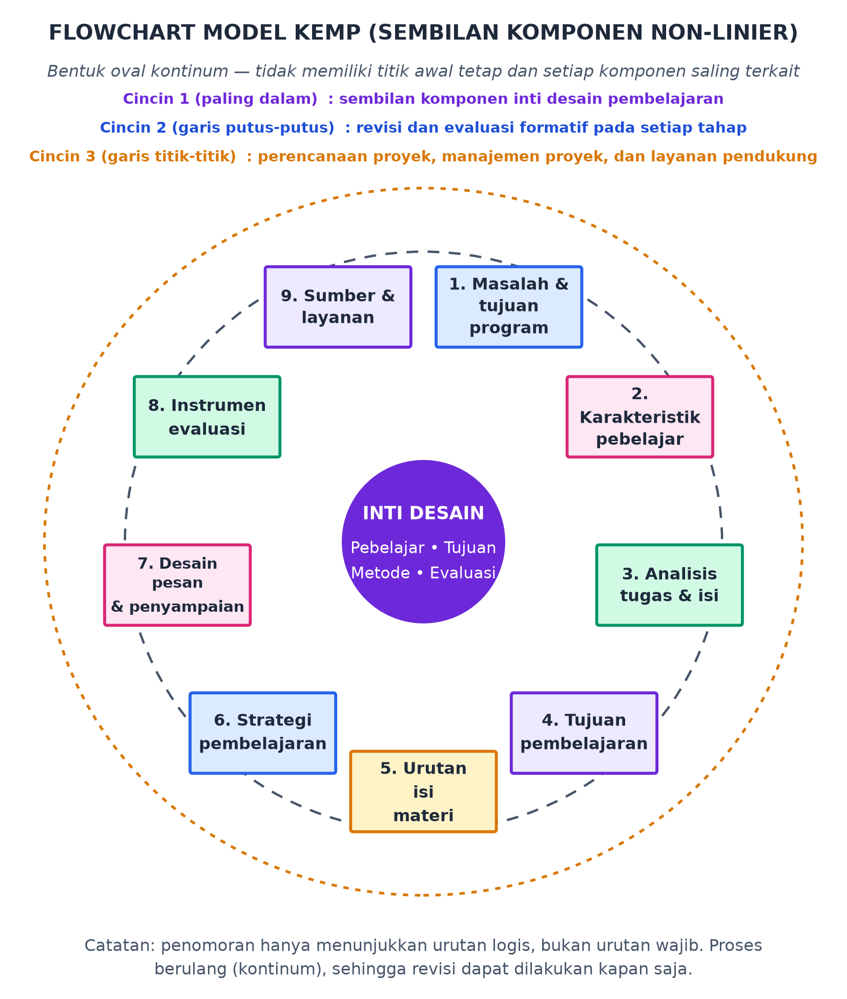 FLOWCHART MODEL KEMP (SEMBILAN KOMPONEN NON-LINIER)
Bentuk oval kontinum — tidak memiliki titik awal tetap dan setiap komponen saling terkait
Cincin 1 (paling dalam)  : sembilan komponen inti desain pembelajaran
Cincin 2 (garis putus-putus)  : revisi dan evaluasi formatif pada setiap tahap
Cincin 3 (garis titik-titik)  : perencanaan proyek, manajemen proyek, dan layanan pendukung
1. Masalah &
tujuan
program
2.
Karakteristik
pebelajar
3. Analisis
tugas & isi
4. Tujuan
pembelajaran
5. Urutan
isi
materi
6. Strategi
pembelajaran
7. Desain
pesan
& penyampaian
8. Instrumen
evaluasi
9. Sumber &
layanan
INTI DESAIN
Pebelajar • Tujuan
Metode • Evaluasi
Catatan: penomoran hanya menunjukkan urutan logis, bukan urutan wajib. Proses
berulang (kontinum), sehingga revisi dapat dilakukan kapan saja.